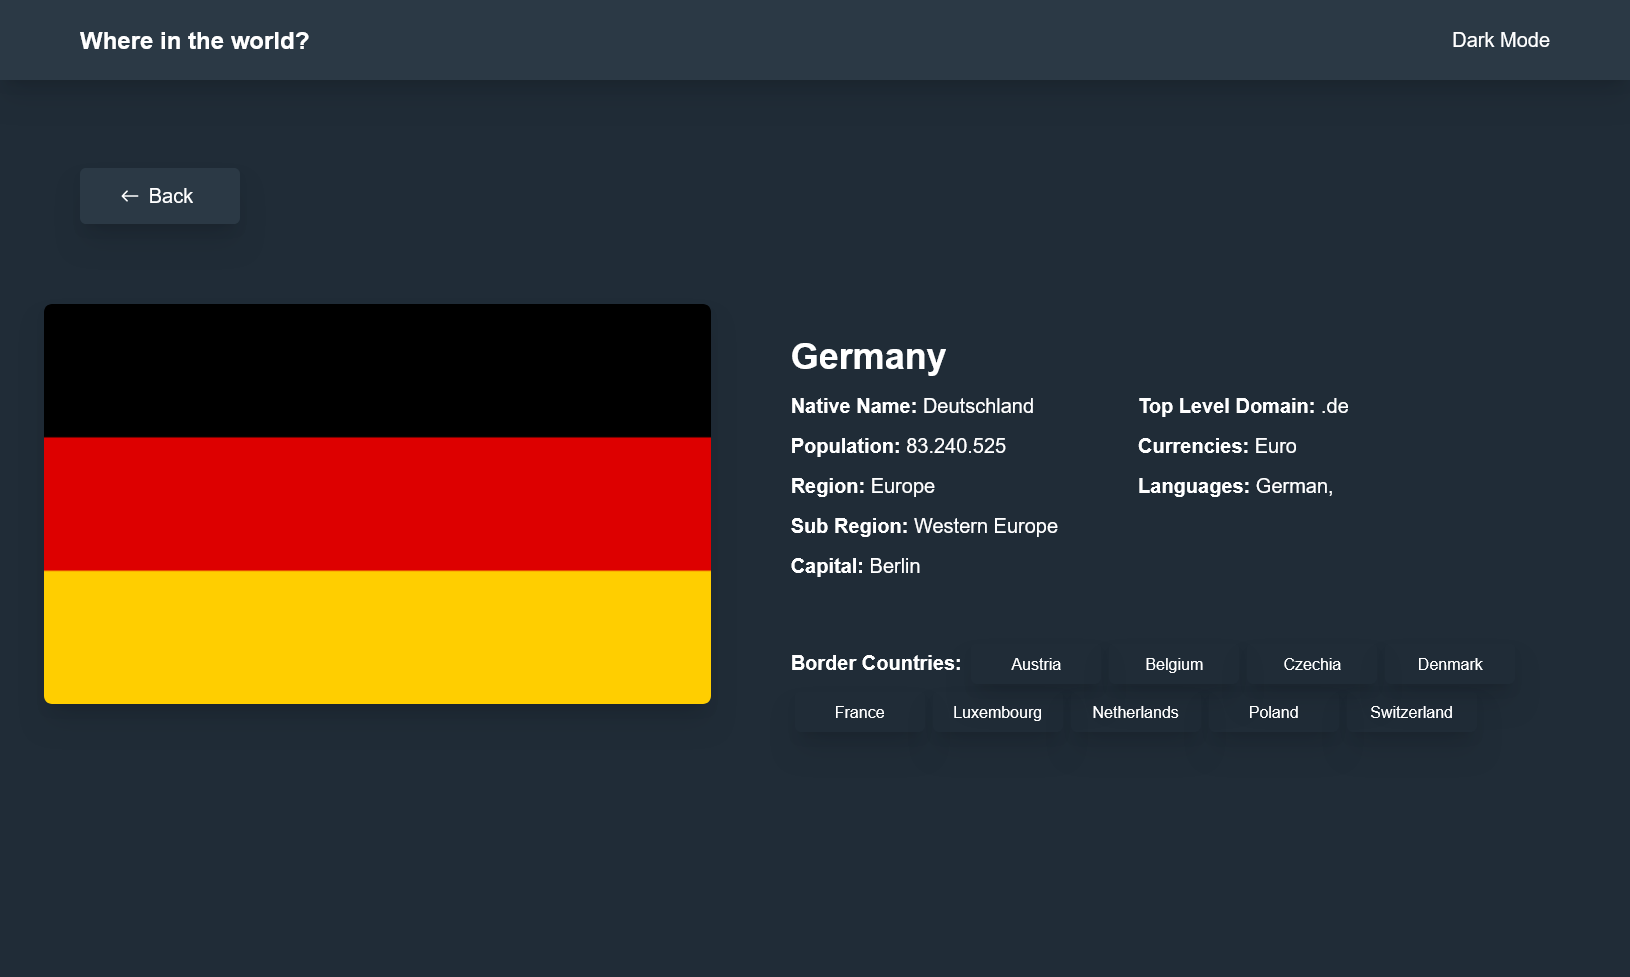 Where in the world?
Dark Mode
← Back
Germany
Native Name: Deutschland
Population: 83.240.525
Region: Europe
Sub Region: Western Europe
Capital: Berlin
Top Level Domain: .de
Currencies: Euro
Languages: German,
Border Countries: Austria Belgium Czechia Denmark
France Luxembourg Netherlands Poland Switzerland